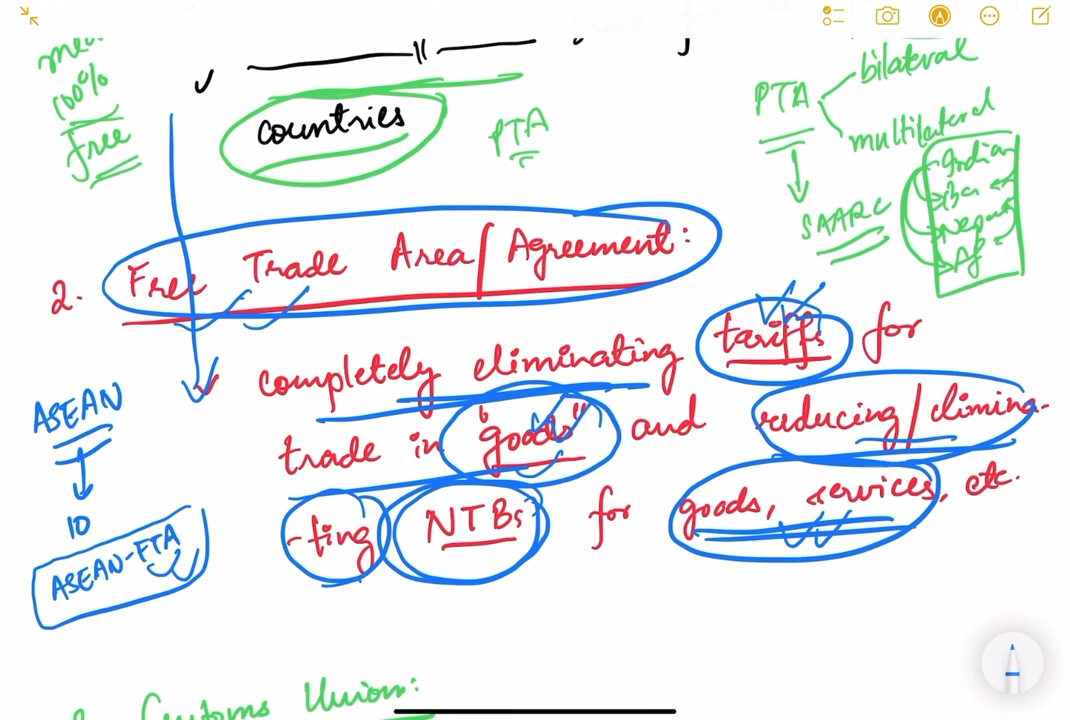 100%
Free
countries
PTA
PTA
bilateral
multilateral
SAARC
2. Free Trade Area/Agreement:
completely eliminating tariffs for
trade in "goods" and reducing/elimina-
-ting NTBs for goods, services, etc.
ASEAN
10
ASEAN-FTA
Customs Union: